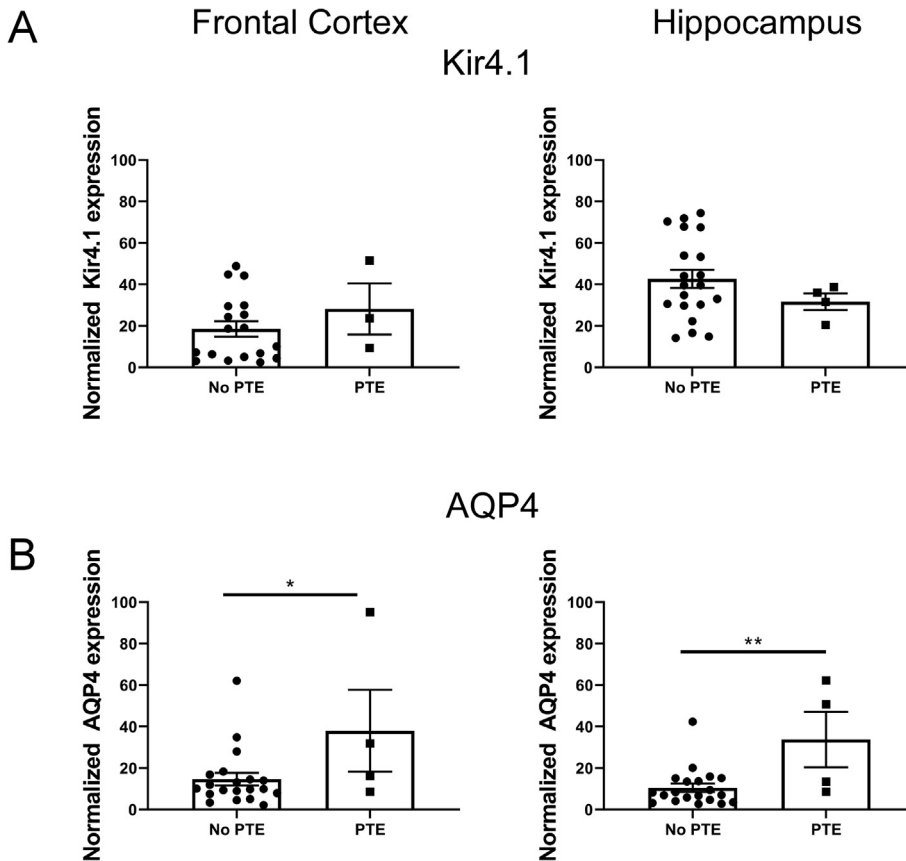 A
Frontal Cortex
Hippocampus
Kir4.1
Normalized Kir4.1 expression
100
80
60
40
20
0
No PTE
PTE
Normalized Kir4.1 expression
100
80
60
40
20
0
No PTE
PTE
AQP4
B
Normalized AQP4 expression
100
80
60
40
20
0
*
No PTE
PTE
Normalized AQP4 expression
100
80
60
40
20
0
**
No PTE
PTE